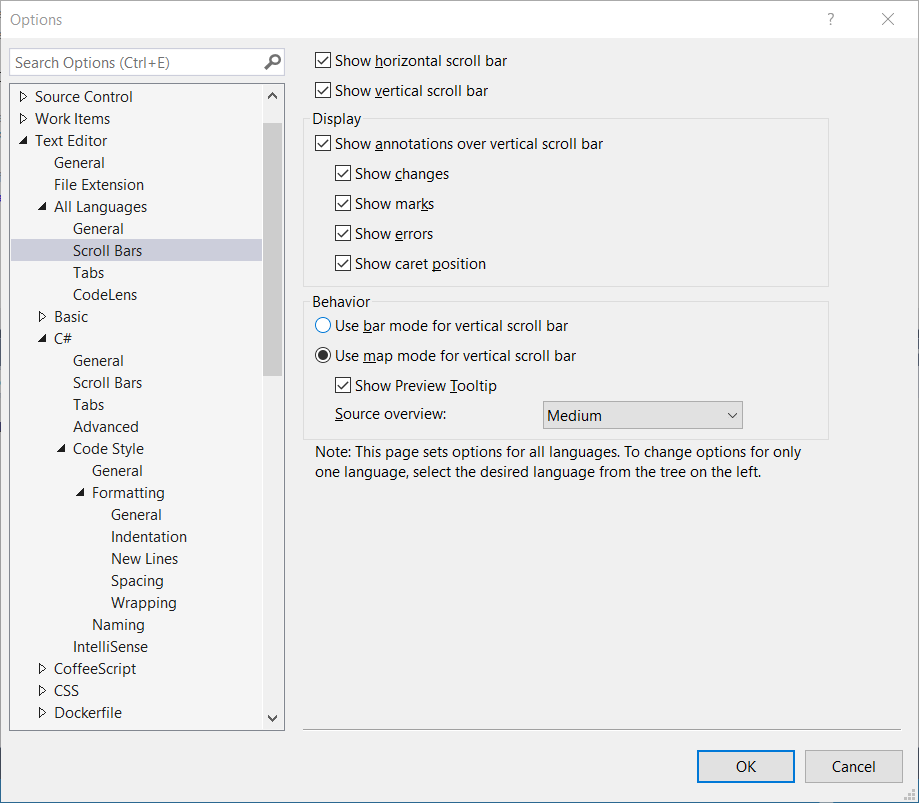 Options
?
Search Options (Ctrl+E)
Source Control
Work Items
Text Editor
General
File Extension
All Languages
General
Scroll Bars
Tabs
CodeLens
Basic
C#
General
Scroll Bars
Tabs
Advanced
Code Style
General
Formatting
General
Indentation
New Lines
Spacing
Wrapping
Naming
IntelliSense
CoffeeScript
CSS
Dockerfile
Show horizontal scroll bar
Show vertical scroll bar
Display
Show annotations over vertical scroll bar
Show changes
Show marks
Show errors
Show caret position
Behavior
Use bar mode for vertical scroll bar
Use map mode for vertical scroll bar
Show Preview Tooltip
Source overview: Medium
Note: This page sets options for all languages. To change options for only
one language, select the desired language from the tree on the left.
OK Cancel